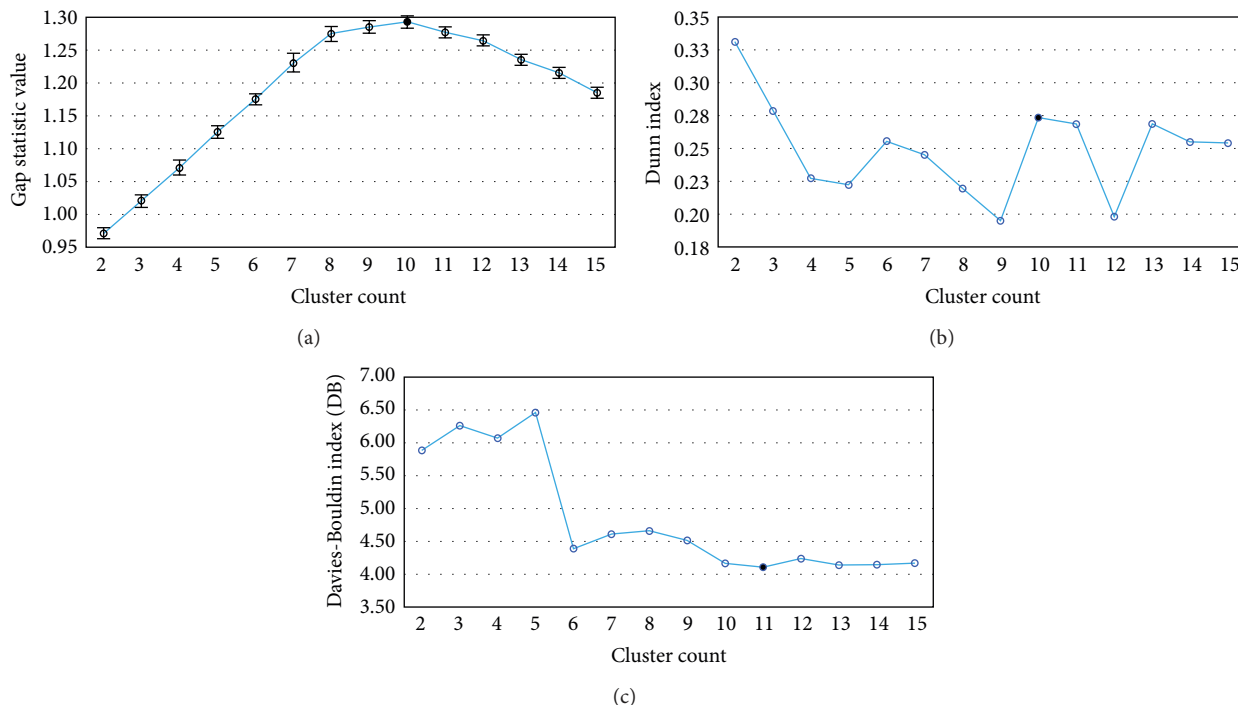 Gap statistic value
1.30
1.25
1.20
1.15
1.10
1.05
1.00
0.95
2 3 4 5 6 7 8 9 10 11 12 13 14 15
Cluster count
(a)
Dunn index
0.35
0.33
0.30
0.28
0.25
0.23
0.20
0.18
2 3 4 5 6 7 8 9 10 11 12 13 14 15
Cluster count
(b)
Davies-Bouldin index (DB)
7.00
6.50
6.00
5.50
5.00
4.50
4.00
3.50
2 3 4 5 6 7 8 9 10 11 12 13 14 15
Cluster count
(c)